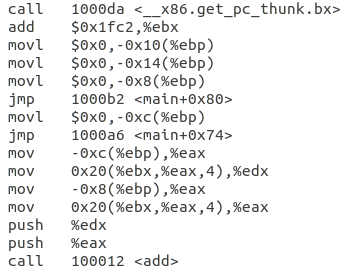 call 1000da <__x86.get_pc_thunk.bx>
add $0x1fc2,%ebx
movl $0x0,-0x10(%ebp)
movl $0x0,-0x14(%ebp)
movl $0x0,-0x8(%ebp)
jmp 1000b2 <main+0x80>
movl $0x0,-0xc(%ebp)
jmp 1000a6 <main+0x74>
mov -0xc(%ebp),%eax
mov 0x20(%ebx,%eax,4),%edx
mov -0x8(%ebp),%eax
mov 0x20(%ebx,%eax,4),%eax
push %edx
push %eax
call 100012 <add>